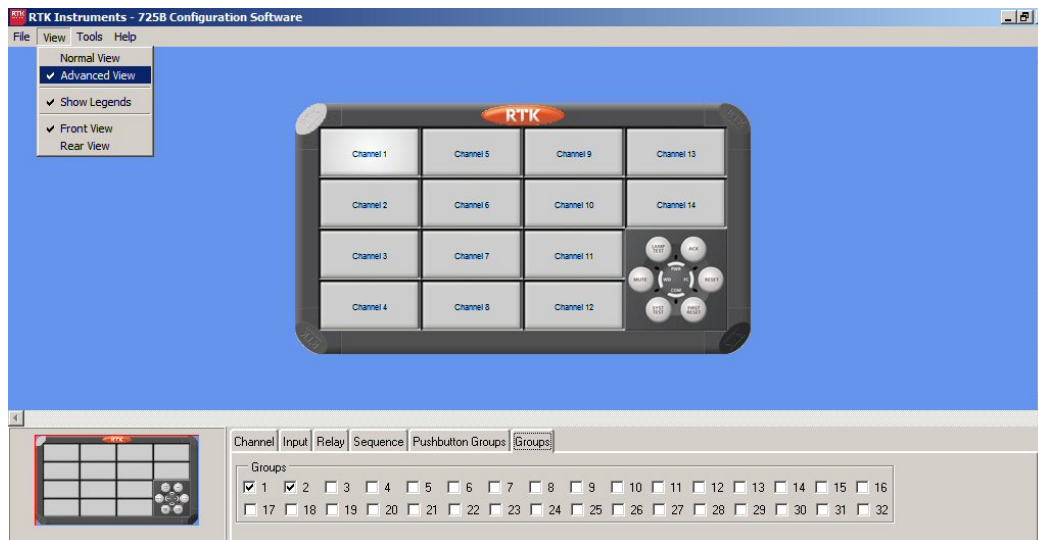 RTK RTK Instruments - 725B Configuration Software
File View Tools Help
Normal View
Advanced View
Show Legends
Front View
Rear View
RTK
Channel 1 Channel 5 Channel 9 Channel 13
Channel 2 Channel 6 Channel 10 Channel 14
Channel 3 Channel 7 Channel 11
Channel 4 Channel 8 Channel 12
LAMP TEST ACK
MUTE RESET
PWR
WD
COM
SYST TEST FIRST RESET
Channel Input Relay Sequence Pushbutton Groups Groups
Groups
1 2 3 4 5 6 7 8 9 10 11 12 13 14 15 16
17 18 19 20 21 22 23 24 25 26 27 28 29 30 31 32